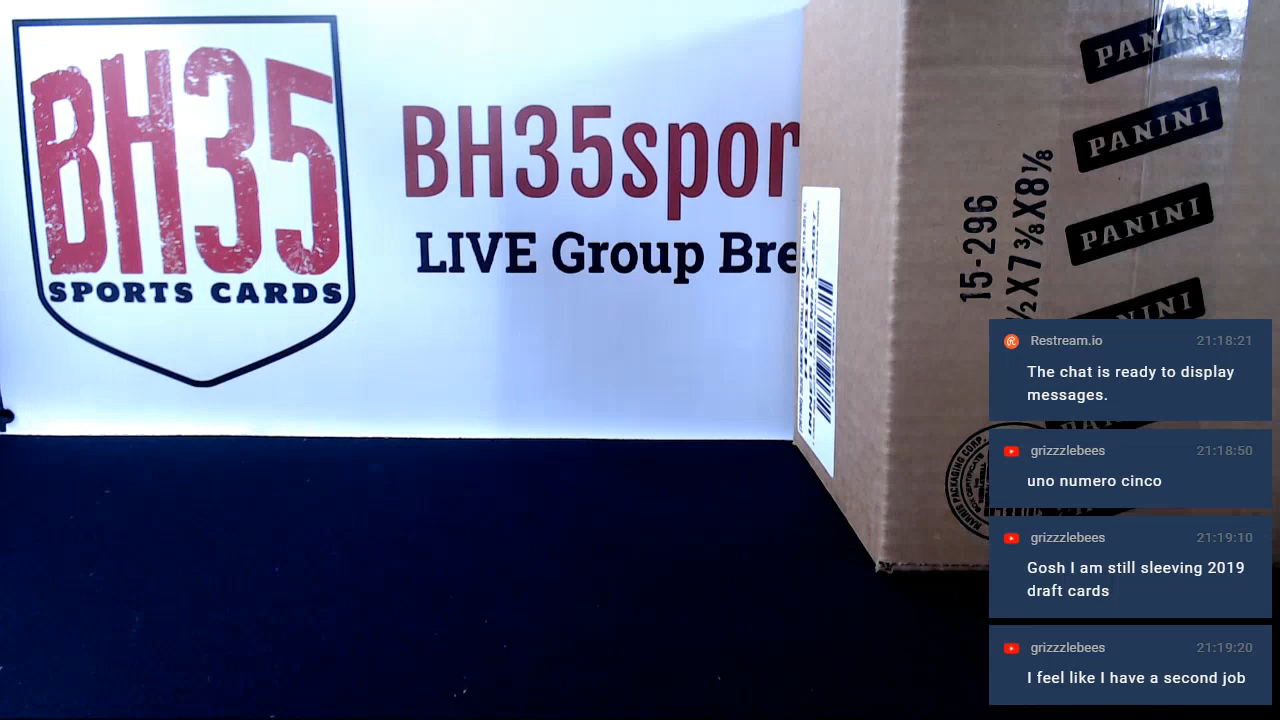 BH35
SPORTS CARDS
BH35spor
LIVE Group Bre
PANINI
PANINI
PANINI
15-296
½X7⅜X8⅛
Restream.io 21:18:21
The chat is ready to display
messages.
grizzzlebees 21:18:50
uno numero cinco
grizzzlebees 21:19:10
Gosh I am still sleeving 2019
draft cards
grizzzlebees 21:19:20
I feel like I have a second job